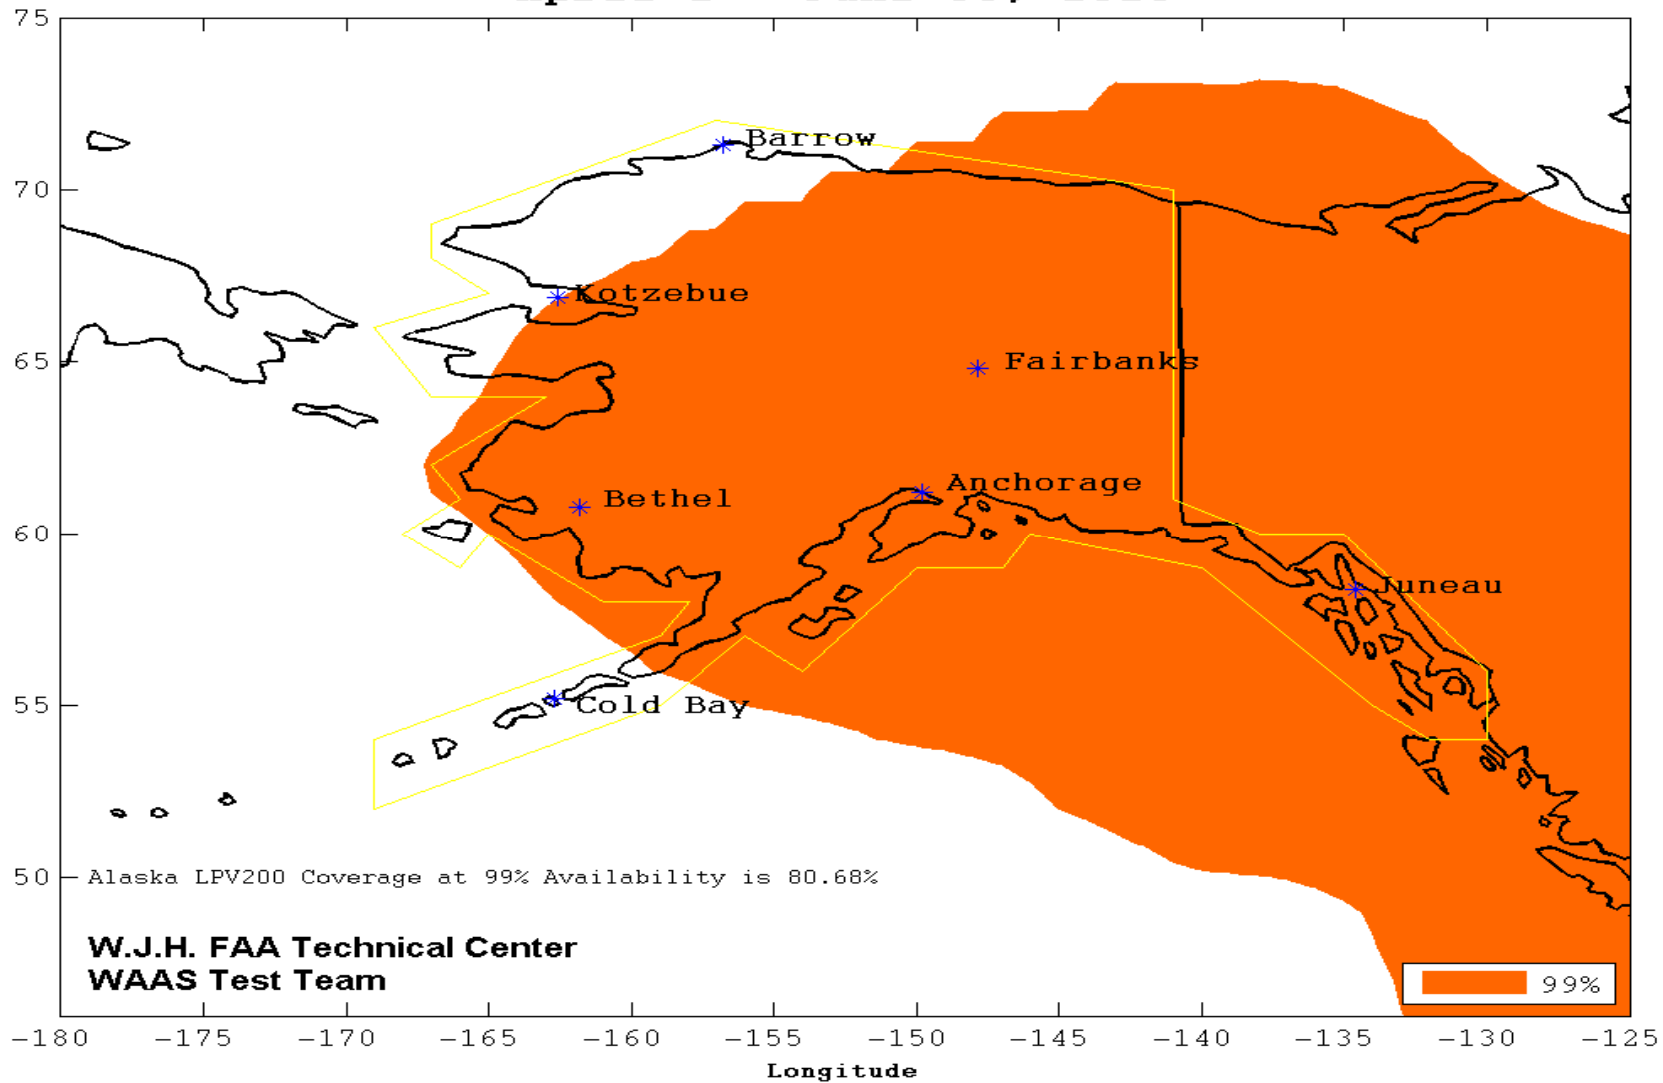 75
Barrow
70
Kotzebue
65
Fairbanks
Anchorage
Bethel
60
Juneau
55
Cold Bay
50
Alaska LPV200 Coverage at 99% Availability is 80.68%
W.J.H. FAA Technical Center
WAAS Test Team
99%
-180 -175 -170 -165 -160 -155 -150 -145 -140 -135 -130 -125
Longitude